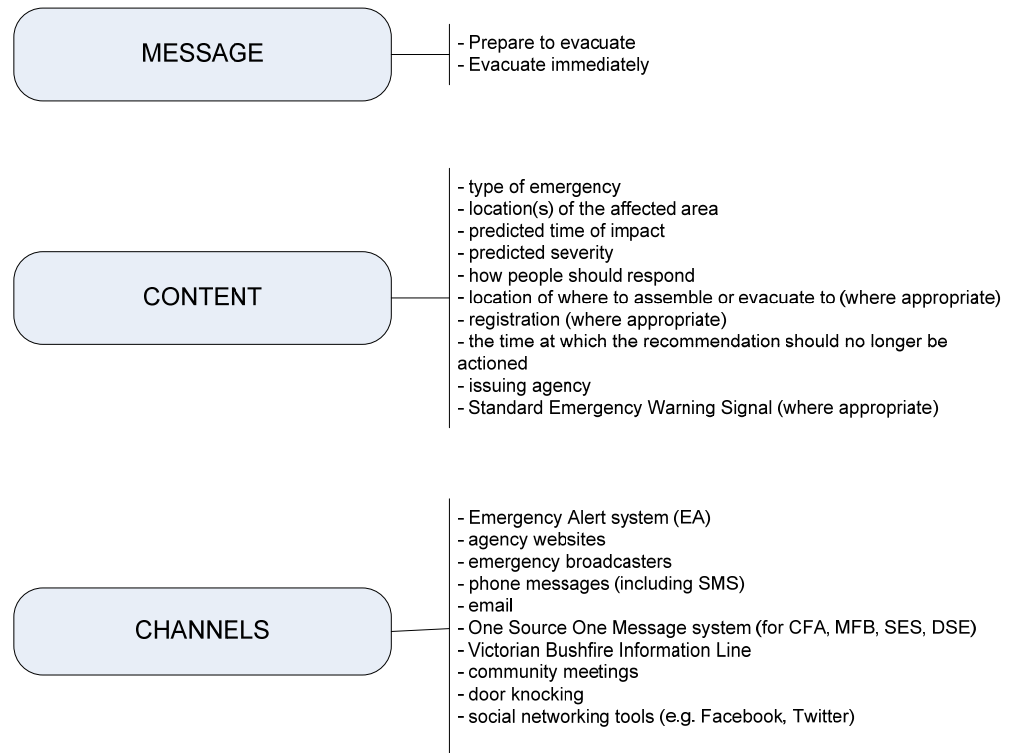 MESSAGE
- Prepare to evacuate
- Evacuate immediately
CONTENT
- type of emergency
- location(s) of the affected area
- predicted time of impact
- predicted severity
- how people should respond
- location of where to assemble or evacuate to (where appropriate)
- registration (where appropriate)
- the time at which the recommendation should no longer be
actioned
- issuing agency
- Standard Emergency Warning Signal (where appropriate)
CHANNELS
- Emergency Alert system (EA)
- agency websites
- emergency broadcasters
- phone messages (including SMS)
- email
- One Source One Message system (for CFA, MFB, SES, DSE)
- Victorian Bushfire Information Line
- community meetings
- door knocking
- social networking tools (e.g. Facebook, Twitter)